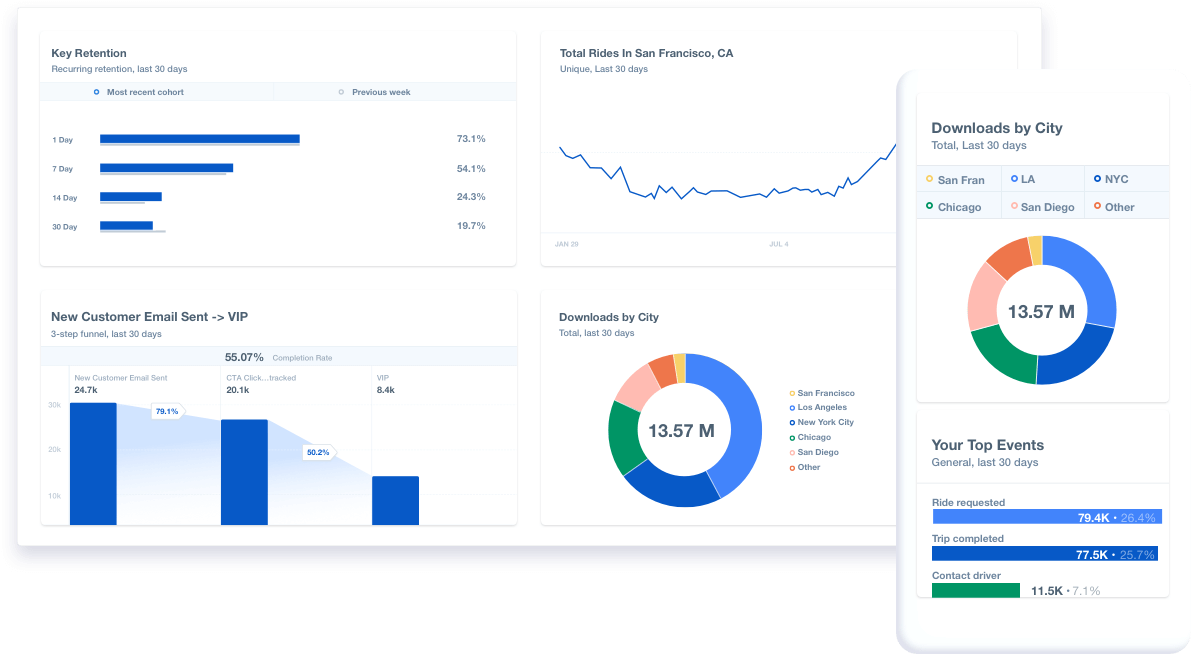 Key Retention
Recurring retention, last 30 days
Most recent cohort Previous week
1 Day 73.1%
7 Day 54.1%
14 Day 24.3%
30 Day 19.7%
Total Rides In San Francisco, CA
Unique, Last 30 days
JAN 29 JUL 4
New Customer Email Sent -> VIP
3-step funnel, last 30 days
55.07% Completion Rate
New Customer Email Sent CTA Click...tracked VIP
24.7k 20.1k 8.4k
30k
79.1%
20k
50.2%
10k
Downloads by City
Total, last 30 days
13.57 M
San Francisco
Los Angeles
New York City
Chicago
San Diego
Other
Downloads by City
Total, Last 30 days
San Fran LA NYC
Chicago San Diego Other
13.57 M
Your Top Events
General, last 30 days
Ride requested
79.4K • 26.4%
Trip completed
77.5K • 25.7%
Contact driver
11.5K • 7.1%